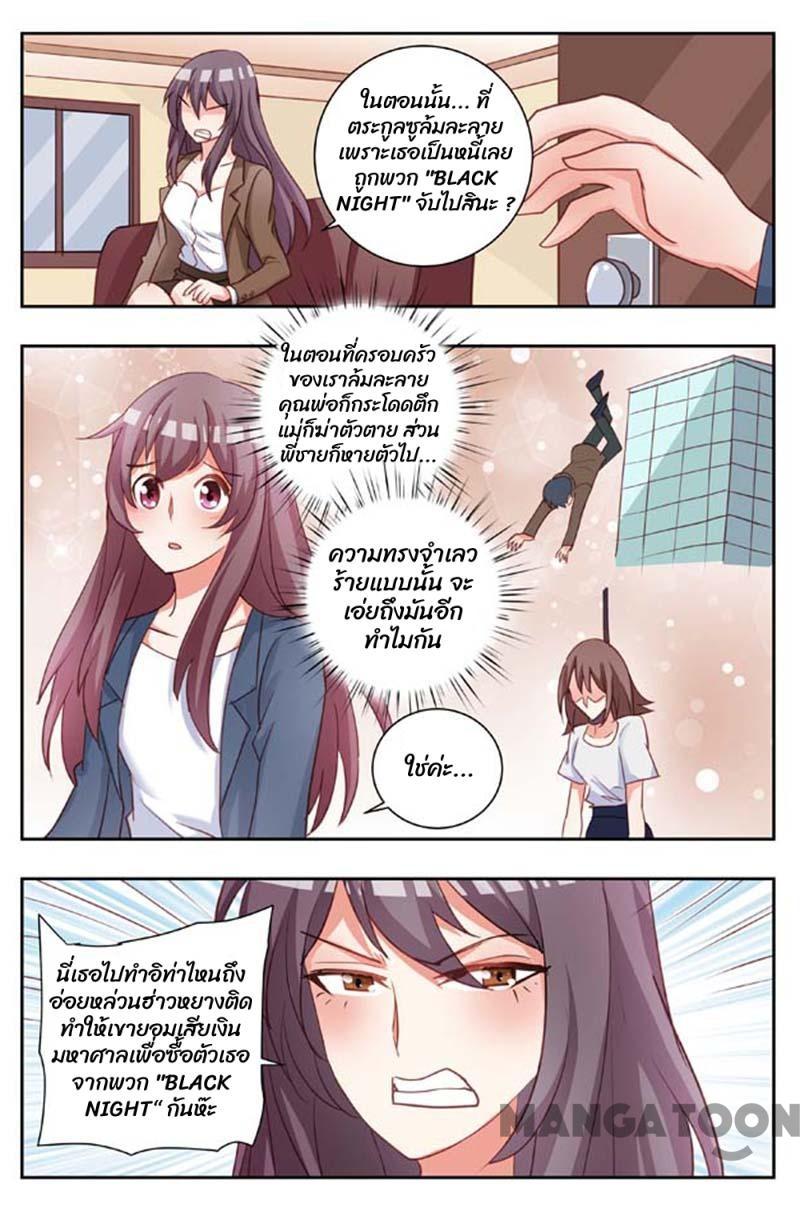 ในตอนนั้น... ที่
ตระกูลซูล้มละลาย
เพราะเธอเป็นหนี้เลย
ถูกพวก "BLACK
NIGHT" จับไปสินะ ?
ในตอนที่ครอบครัว
ของเราล้มละลาย
คุณพ่อก็กระโดดตึก
แม่ก็ฆ่าตัวตาย ส่วน
พี่ชายก็หายตัวไป...
ความทรงจำเลว
ร้ายแบบนั้น จะ
เอ่ยถึงมันอีก
ทำไมกัน
ใช่ค่ะ...
นี่เธอไปทำอิท่าไหนถึง
อ่อยหล่วนฮ่าวหยางติด
ทำให้เขายอมเสียเงิน
มหาศาลเพื่อซื้อตัวเธอ
จากพวก "BLACK
NIGHT“ กันห๊ะ
MANGATOON